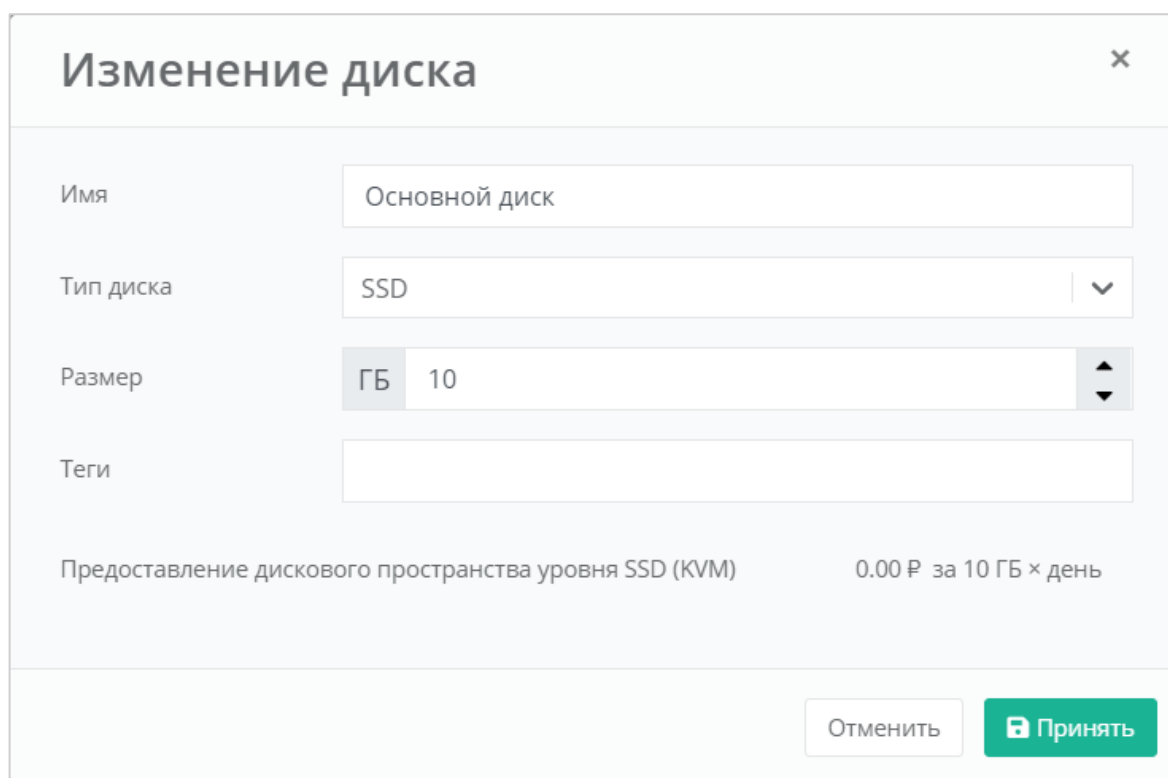 Изменение диска ×
Имя Основной диск
Тип диска SSD
Размер ГБ 10
Теги
Предоставление дискового пространства уровня SSD (KVM) 0.00 ₽ за 10 ГБ × день
Отменить Принять